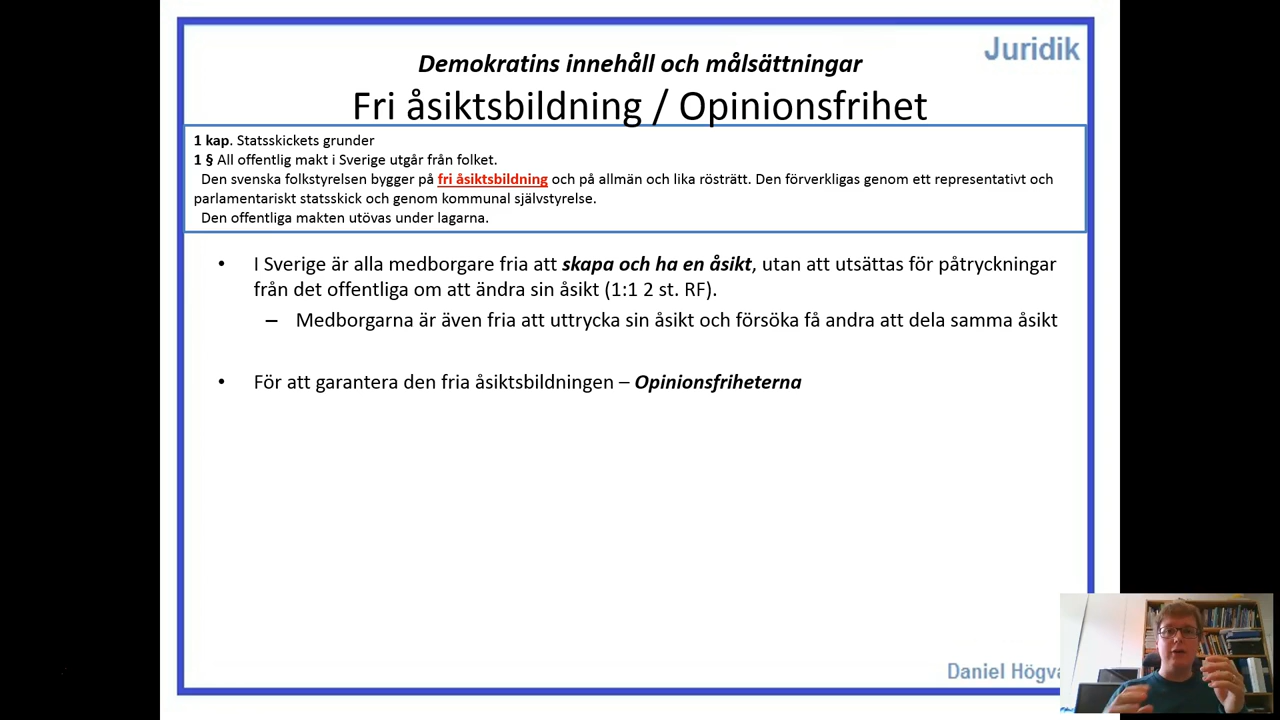 Juridik
Demokratins innehåll och målsättningar
Fri åsiktsbildning / Opinionsfrihet
1 kap. Statsskickets grunder
1 § All offentlig makt i Sverige utgår från folket.
Den svenska folkstyrelsen bygger på fri åsiktsbildning och på allmän och lika rösträtt. Den förverkligas genom ett representativt och
parlamentariskt statsskick och genom kommunal självstyrelse.
Den offentliga makten utövas under lagarna.
• I Sverige är alla medborgare fria att skapa och ha en åsikt, utan att utsättas för påtryckningar
från det offentliga om att ändra sin åsikt (1:1 2 st. RF).
– Medborgarna är även fria att uttrycka sin åsikt och försöka få andra att dela samma åsikt
• För att garantera den fria åsiktsbildningen – Opinionsfriheterna
Daniel